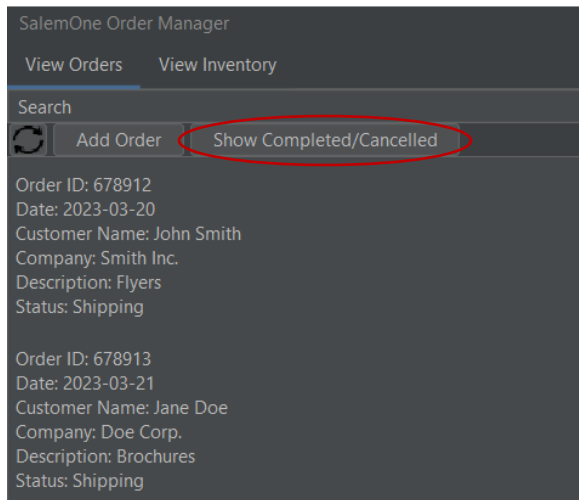 SalemOne Order Manager
View Orders View Inventory
Search
Add Order Show Completed/Cancelled
Order ID: 678912
Date: 2023-03-20
Customer Name: John Smith
Company: Smith Inc.
Description: Flyers
Status: Shipping
Order ID: 678913
Date: 2023-03-21
Customer Name: Jane Doe
Company: Doe Corp.
Description: Brochures
Status: Shipping